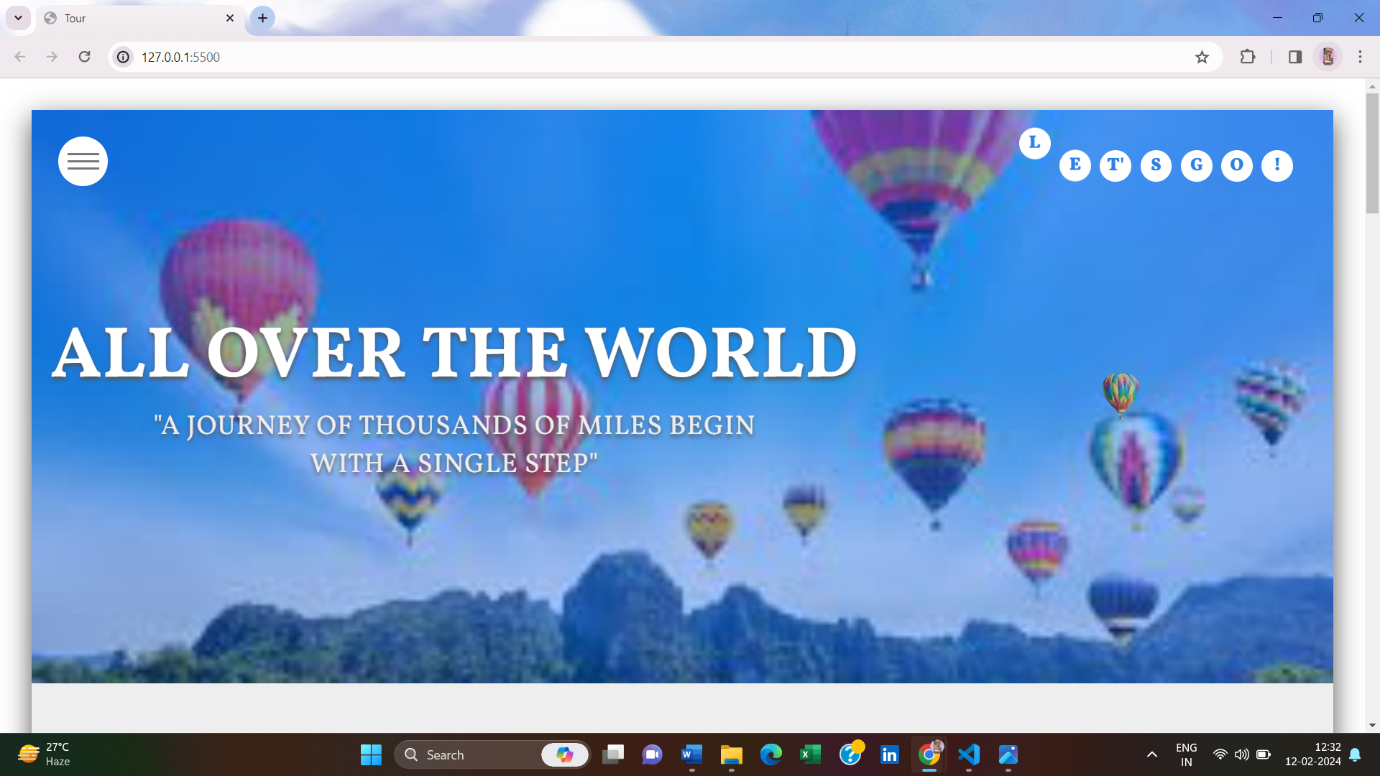 Tour
127.0.0.1:5500
L E T' S G O !
ALL OVER THE WORLD
"A JOURNEY OF THOUSANDS OF MILES BEGIN
WITH A SINGLE STEP"
27°C
Haze
Search
ENG
IN
12:32
12-02-2024